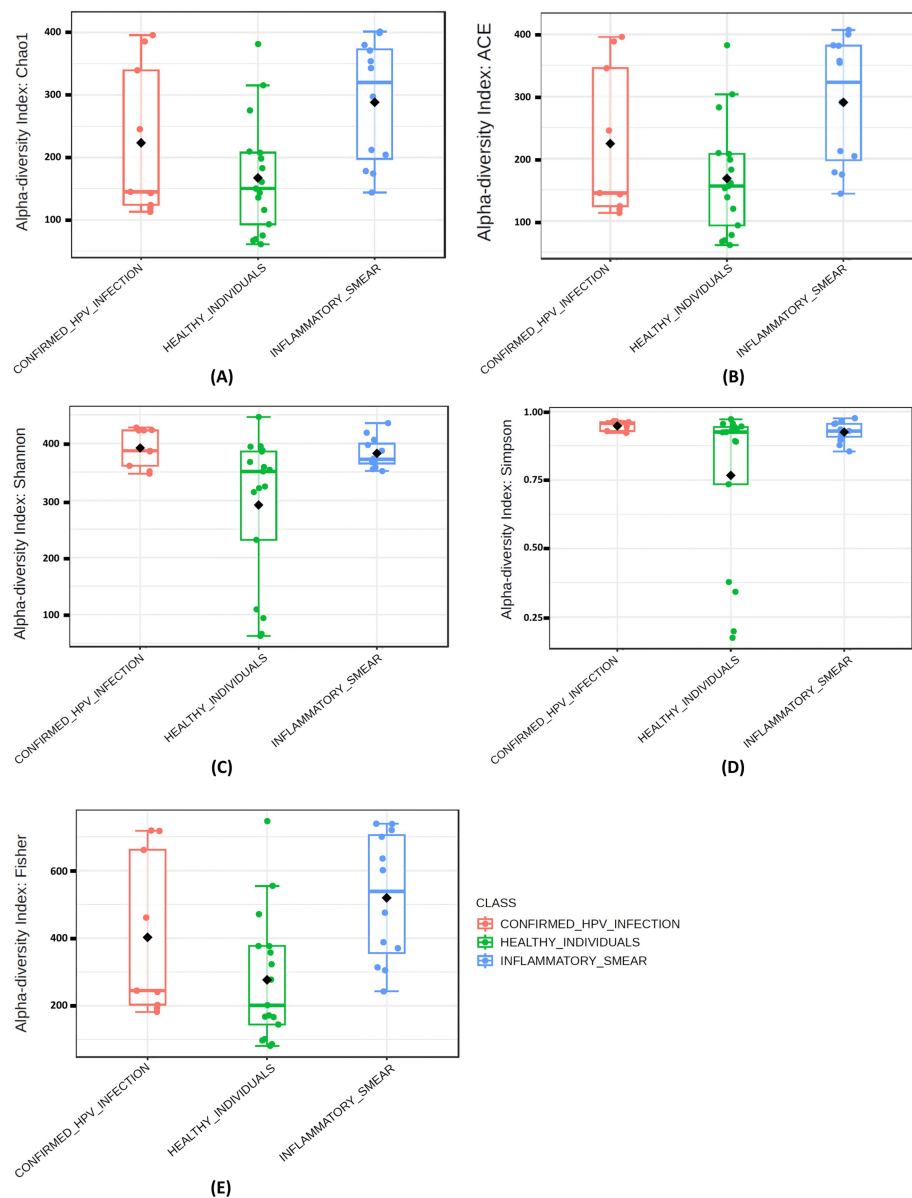 Alpha-diversity Index: Chao1
400
300
200
100
CONFIRMED_HPV_INFECTION
HEALTHY_INDIVIDUALS
INFLAMMATORY_SMEAR
(A)
Alpha-diversity Index: ACE
400
300
200
100
CONFIRMED_HPV_INFECTION
HEALTHY_INDIVIDUALS
INFLAMMATORY_SMEAR
(B)
Alpha-diversity Index: Shannon
400
300
200
100
CONFIRMED_HPV_INFECTION
HEALTHY_INDIVIDUALS
INFLAMMATORY_SMEAR
(C)
Alpha-diversity Index: Simpson
1.00
0.75
0.50
0.25
CONFIRMED_HPV_INFECTION
HEALTHY_INDIVIDUALS
INFLAMMATORY_SMEAR
(D)
Alpha-diversity Index: Fisher
600
400
200
CONFIRMED_HPV_INFECTION
HEALTHY_INDIVIDUALS
INFLAMMATORY_SMEAR
(E)
CLASS
CONFIRMED_HPV_INFECTION
HEALTHY_INDIVIDUALS
INFLAMMATORY_SMEAR